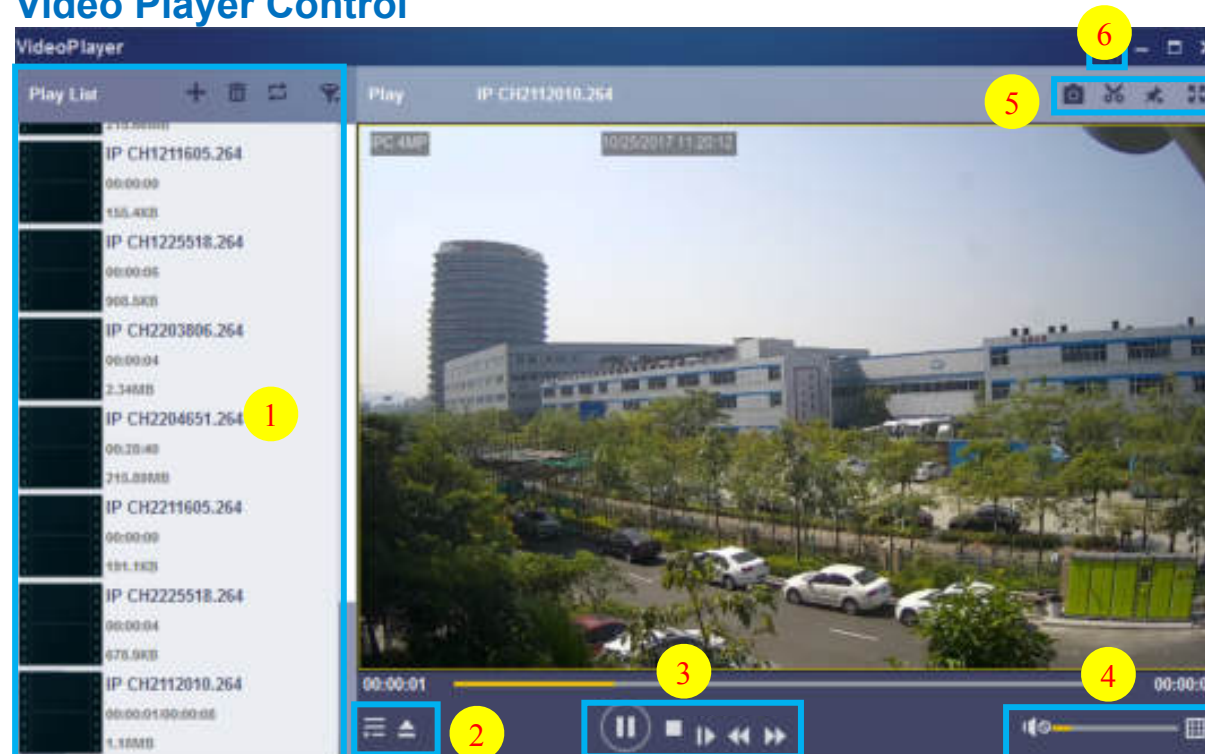 Video Player Control
VideoPlayer
6
Play List
Play
IP CH2112010.264
5
IPC 4MP
10/25/2017 11:20:12
IP CH1211605.264
00:00:00
155.4KB
IP CH1225518.264
00:00:05
908.5KB
IP CH2203806.264
00:00:04
2.34MB
IP CH2204651.264
1
00:28:40
IP CH2211605.264
00:00:00
191.1KB
IP CH2225518.264
00:00:04
678.9KB
IP CH2112010.264
00:00:01/00:00:08
1.18MB
00:00:01
3
4
2